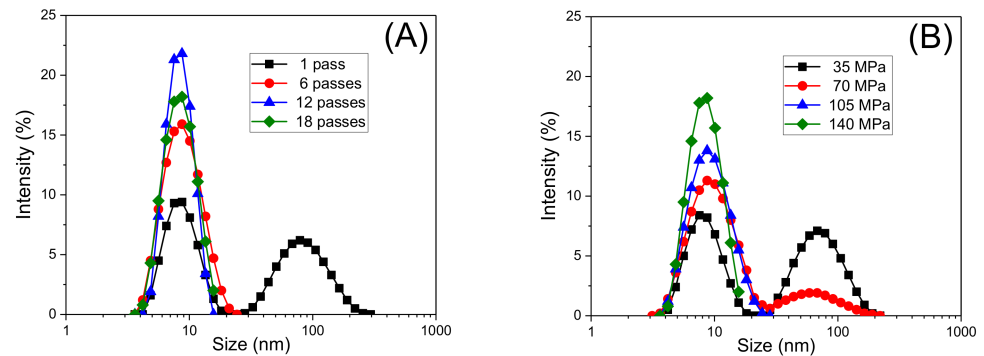 (A)
25
20
15
10
5
0
Intensity (%)
1 pass
6 passes
12 passes
18 passes
1
10
100
1000
Size (nm)
(B)
25
20
15
10
5
0
Intensity (%)
35 MPa
70 MPa
105 MPa
140 MPa
1
10
100
1000
Size (nm)